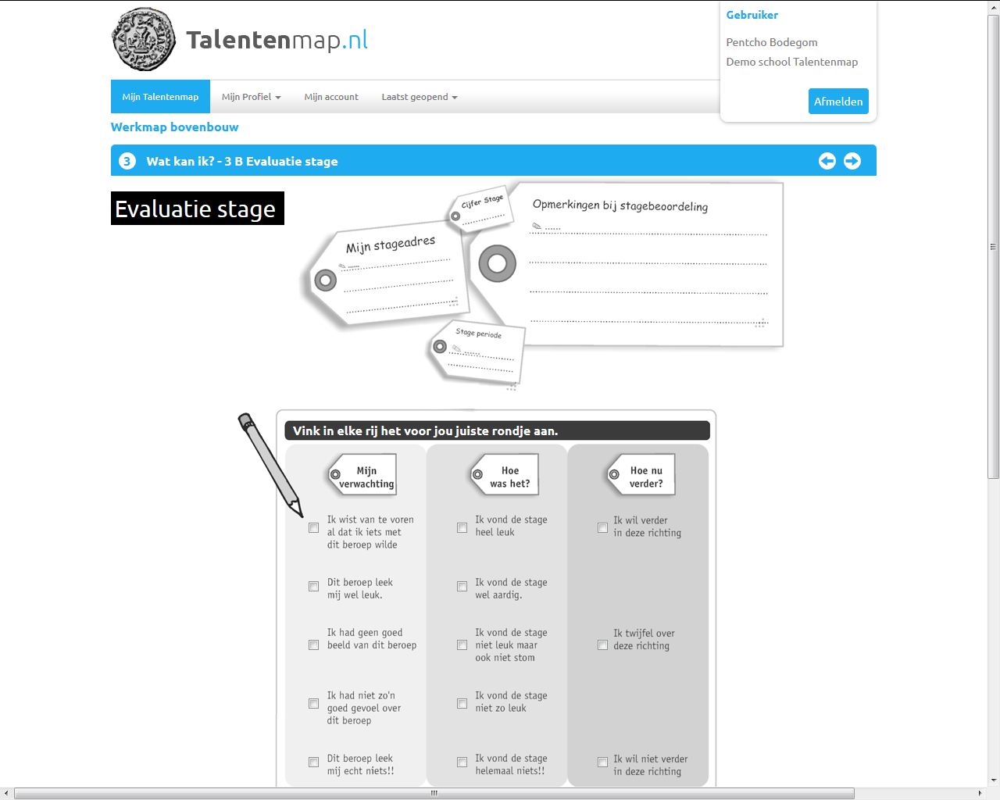 Talentenmap.nl
Gebruiker
Pentcho Bodegom
Demo school Talentenmap
Afmelden
Mijn Talentenmap
Mijn Profiel
Mijn account
Laatst geopend
Werkmap bovenbouw
3 Wat kan ik? - 3 B Evaluatie stage
Evaluatie stage
Cijfer Stage
Opmerkingen bij stagebeoordeling
Mijn stageadres
Stage periode
Vink in elke rij het voor jou juiste rondje aan.
Mijn
verwachting
Ik wist van te voren
al dat ik iets met
dit beroep wilde
Dit beroep leek
mij wel leuk.
Ik had geen goed
beeld van dit beroep
Ik had niet zo'n
goed gevoel over
dit beroep
Dit beroep leek
mij echt niets!!
Hoe
was het?
Ik vond de stage
heel leuk
Ik vond de stage
wel aardig.
Ik vond de stage
niet leuk maar
ook niet stom
Ik vond de stage
niet zo leuk
Ik vond de stage
helemaal niets!!
Hoe nu
verder?
Ik wil verder
in deze richting
Ik twijfel over
deze richting
Ik wil niet verder
in deze richting